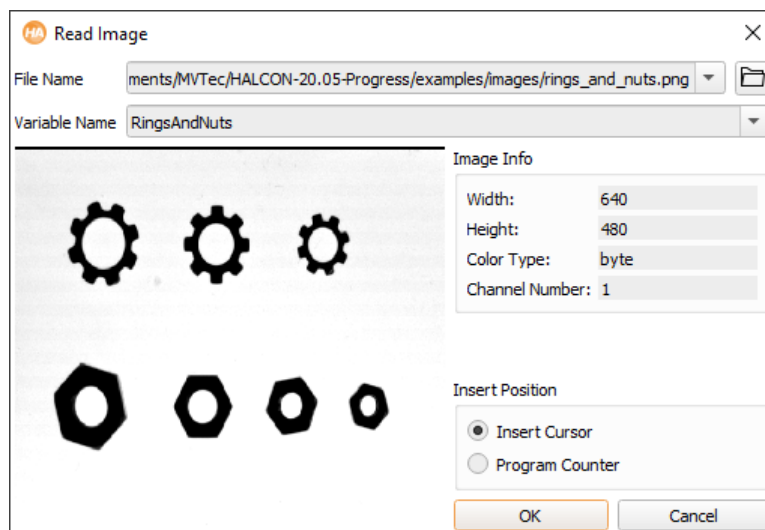 HA Read Image
File Name ments/MVTec/HALCON-20.05-Progress/examples/images/rings_and_nuts.png
Variable Name RingsAndNuts
Image Info
Width: 640
Height: 480
Color Type: byte
Channel Number: 1
Insert Position
Insert Cursor
Program Counter
OK Cancel